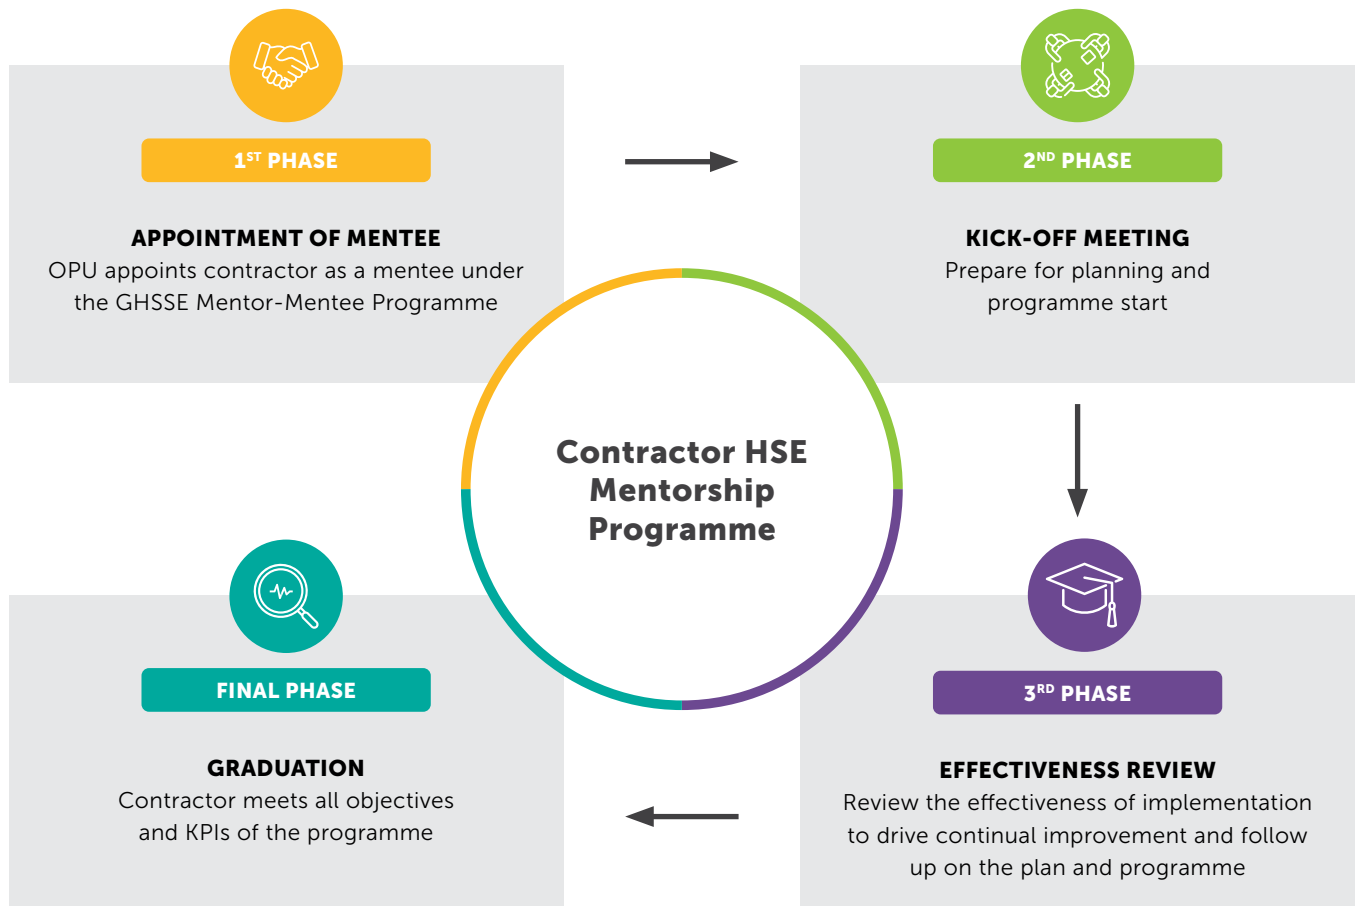 1ST PHASE
APPOINTMENT OF MENTEE
OPU appoints contractor as a mentee under
the GHSSE Mentor-Mentee Programme
2ND PHASE
KICK-OFF MEETING
Prepare for planning and
programme start
Contractor HSE
Mentorship
Programme
3RD PHASE
EFFECTIVENESS REVIEW
Review the effectiveness of implementation
to drive continual improvement and follow
up on the plan and programme
FINAL PHASE
GRADUATION
Contractor meets all objectives
and KPIs of the programme